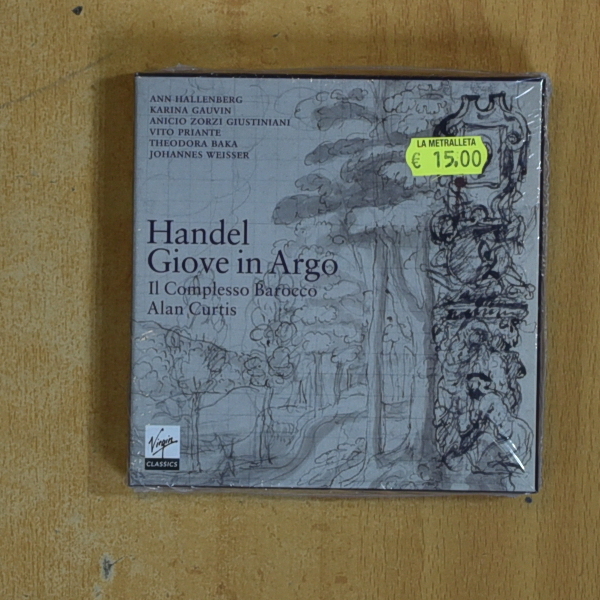 ANN HALLENBERG
KARINA GAUVIN
ANICIO ZORZI GIUSTINIANI
VITO PRIANTE
THEODORA BAKA
JOHANNES WEISSER
LA METRALLETA
€ 15.00
Handel
Giove in Argo
Il Complesso Barocco
Alan Curtis
Virgin
CLASSICS